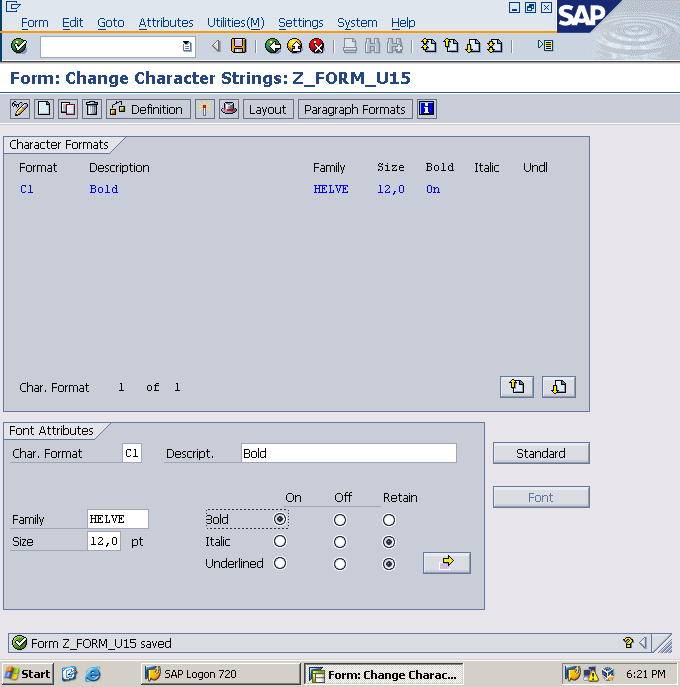 Form Edit Goto Attributes Utilities(M) Settings System Help
SAP
Form: Change Character Strings: Z_FORM_U15
Definition Layout Paragraph Formats
Character Formats
Format Description Family Size Bold Italic Undl
C1 Bold HELVE 12,0 On
Char. Format 1 of 1
Font Attributes
Char. Format C1 Descript. Bold Standard
On Off Retain Font
Family HELVE Bold
Size 12,0 pt Italic
Underlined
Form Z_FORM_U15 saved
Start SAP Logon 720 Form: Change Charac... 6:21 PM